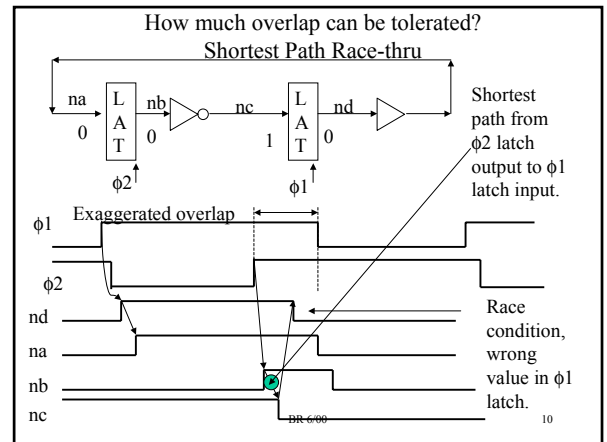 How much overlap can be tolerated?
Shortest Path Race-thru
na
L
A
T
nb
nc
L
A
T
nd
0
0
1
0
ϕ2
ϕ1
Shortest
path from
ϕ2 latch
output to ϕ1
latch input.
Exaggerated overlap
ϕ1
ϕ2
nd
na
nb
nc
Race
condition,
wrong
value in ϕ1
latch.
BR 6/00
10